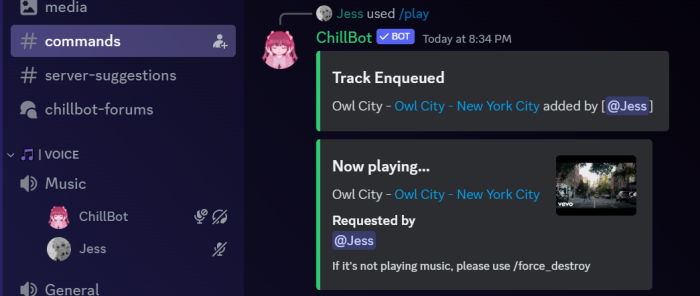 media
commands
server-suggestions
chillbot-forums
| VOICE
Music
ChillBot
Jess
General
Jess used /play
ChillBot BOT Today at 8:34 PM
Track Enqueued
Owl City - Owl City - New York City added by [@Jess]
Now playing...
Owl City - Owl City - New York City
Requested by
@Jess
If it's not playing music, please use /force_destroy
vevo